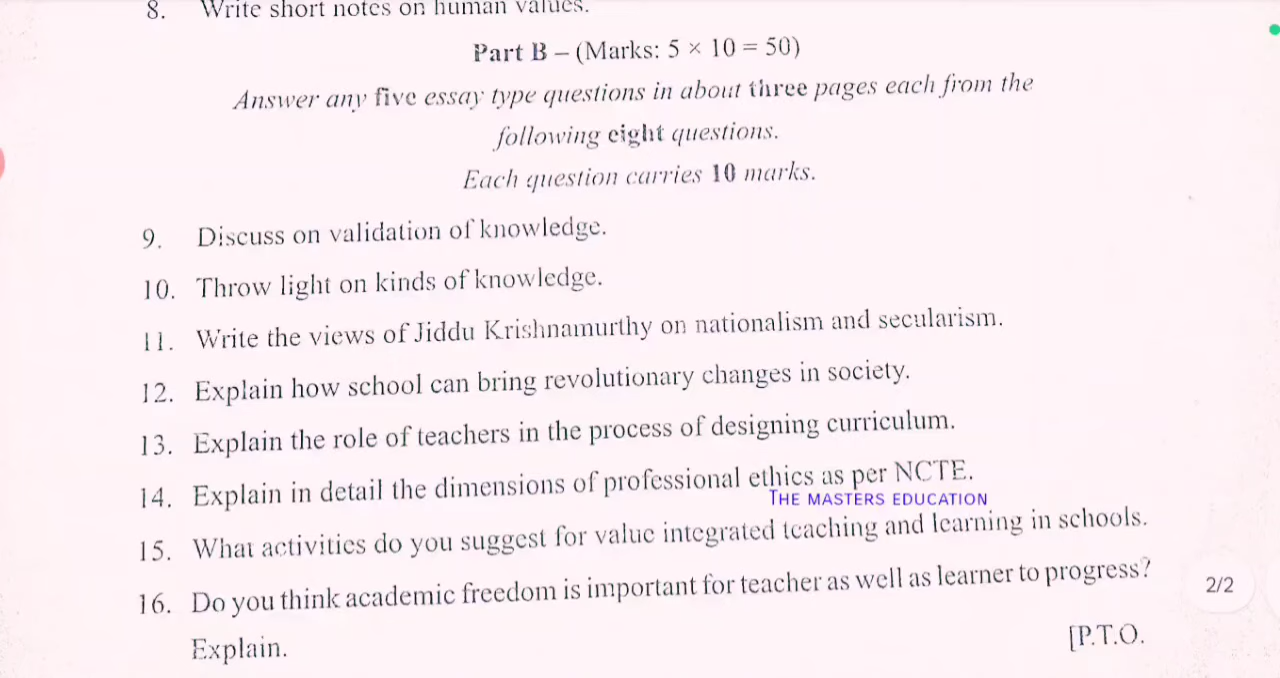 8. Write short notes on human values.
Part B – (Marks: 5 × 10 = 50)
Answer any five essay type questions in about three pages each from the
following eight questions.
Each question carries 10 marks.
9. Discuss on validation of knowledge.
10. Throw light on kinds of knowledge.
11. Write the views of Jiddu Krishnamurthy on nationalism and secularism.
12. Explain how school can bring revolutionary changes in society.
13. Explain the role of teachers in the process of designing curriculum.
14. Explain in detail the dimensions of professional ethics as per NCTE.
THE MASTERS EDUCATION
15. What activities do you suggest for value integrated teaching and learning in schools.
16. Do you think academic freedom is important for teacher as well as learner to progress?
2/2
Explain.
[P.T.O.